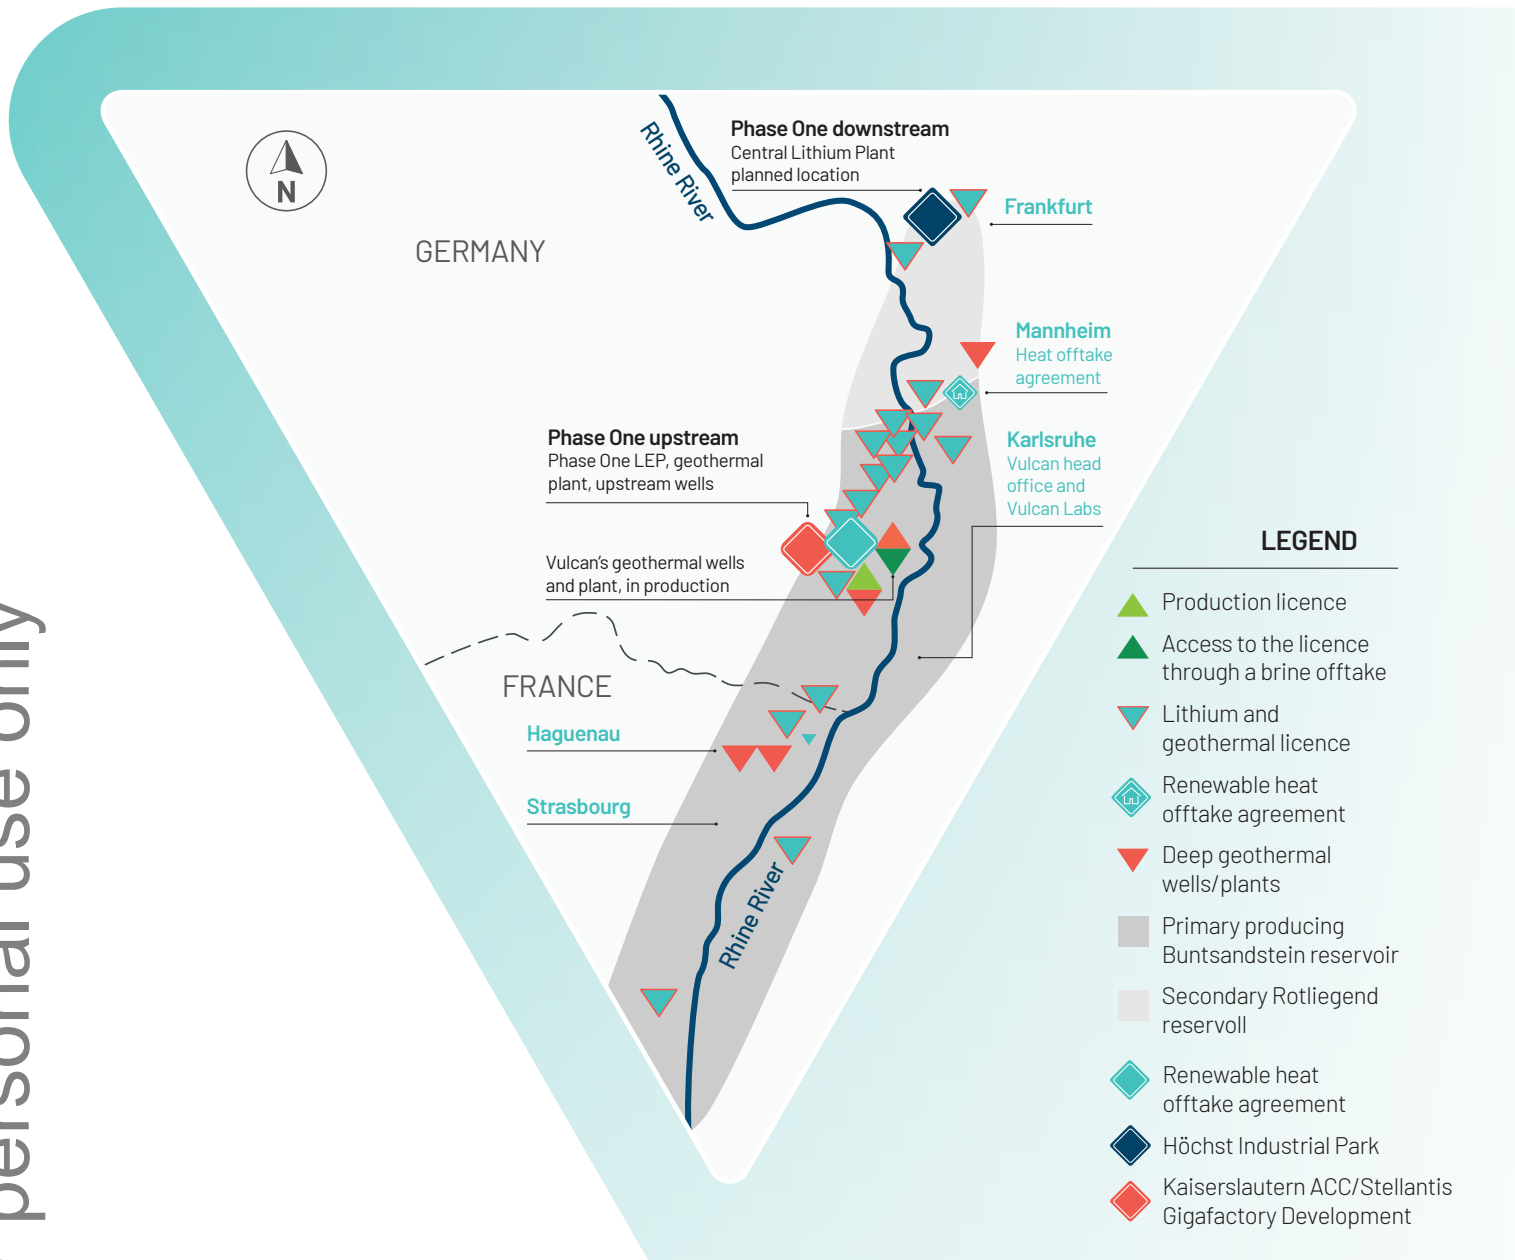 personal use only
N
GERMANY
Rhine River
Phase One downstream
Central Lithium Plant
planned location
Frankfurt
Mannheim
Heat offtake
agreement
Phase One upstream
Phase One LEP, geothermal
plant, upstream wells
Karlsruhe
Vulcan head
office and
Vulcan Labs
Vulcan's geothermal wells
and plant, in production
FRANCE
Haguenau
Strasbourg
Rhine River
LEGEND
Production licence
Access to the licence
through a brine offtake
Lithium and
geothermal licence
Renewable heat
offtake agreement
Deep geothermal
wells/plants
Primary producing
Buntsandstein reservoir
Secondary Rotliegend
reservoll
Renewable heat
offtake agreement
Höchst Industrial Park
Kaiserslautern ACC/Stellantis
Gigafactory Development